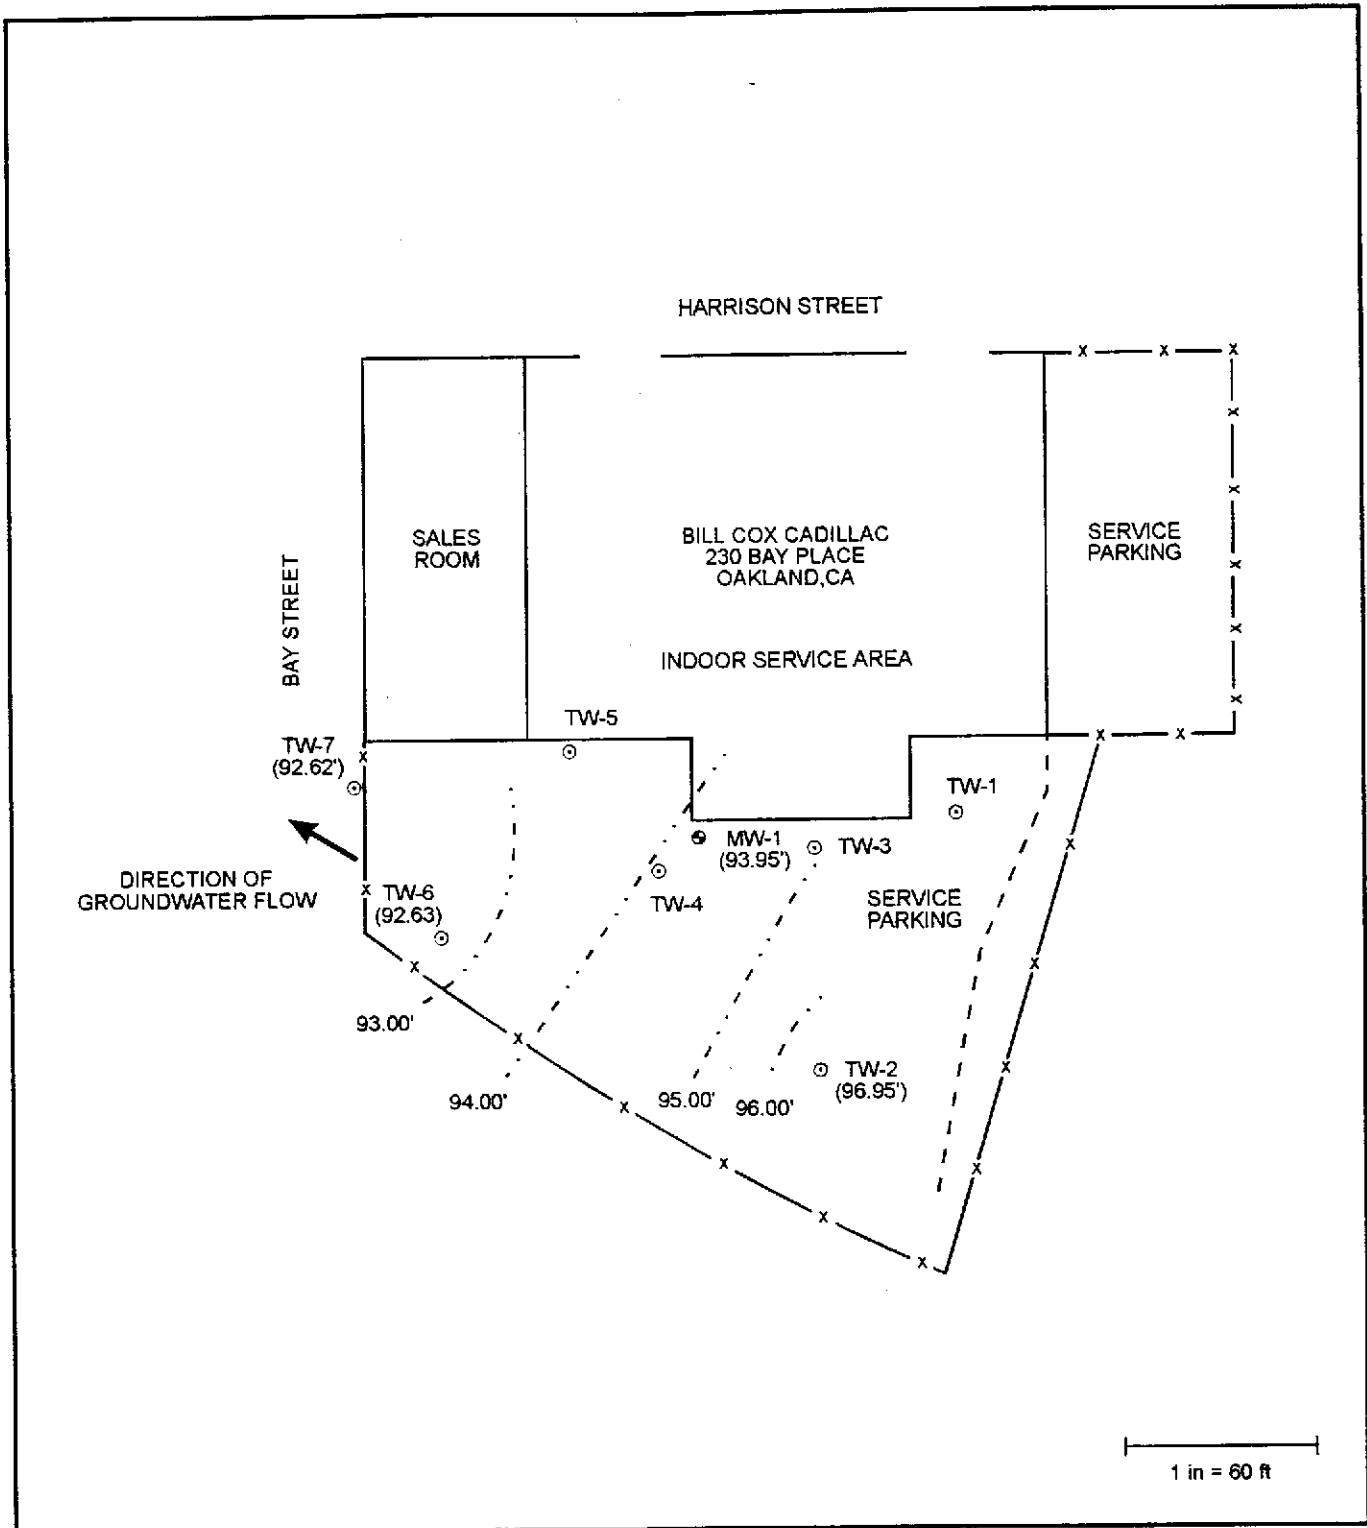 HARRISON STREET
SALES
ROOM
BILL COX CADILLAC
230 BAY PLACE
OAKLAND,CA
SERVICE
PARKING
BAY STREET
INDOOR SERVICE AREA
TW-5
TW-7
(92.62')
TW-1
MW-1
(93.95')
TW-3
DIRECTION OF
GROUNDWATER FLOW
TW-6
(92.63)
TW-4
SERVICE
PARKING
93.00'
94.00'
95.00'
96.00'
TW-2
(96.95')
1 in = 60 ft